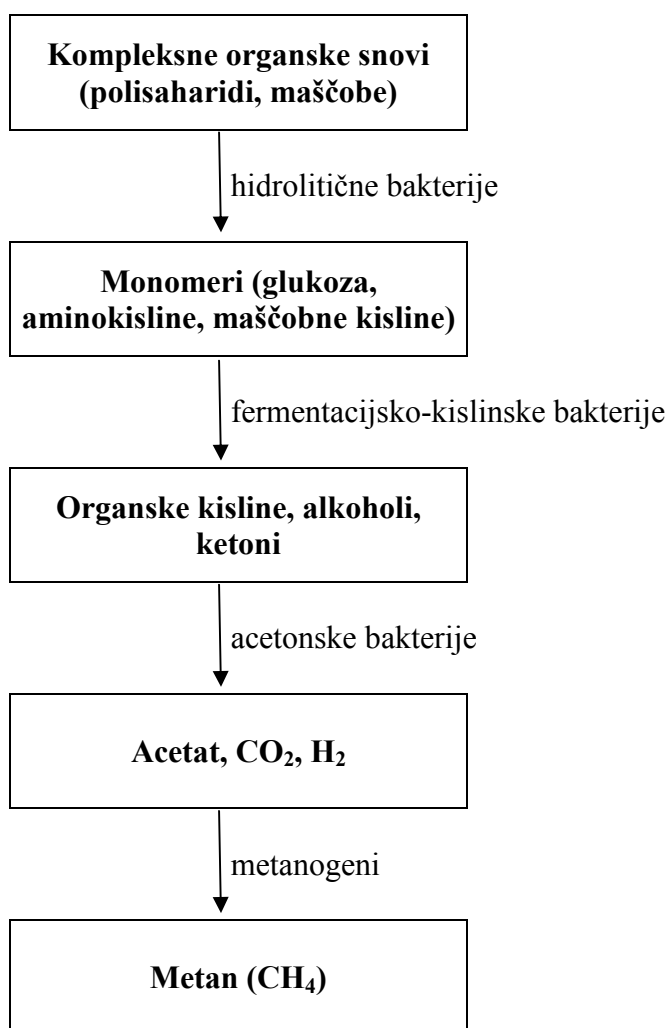 Kompleksne organske snovi
(polisaharidi, maščobe)
hidrolitične bakterije
Monomeri (glukoza,
aminokisline, maščobne kisline)
fermentacijsko-kislinske bakterije
Organske kisline, alkoholi,
ketoni
acetonske bakterije
Acetat, CO₂, H₂
metanogeni
Metan (CH₄)